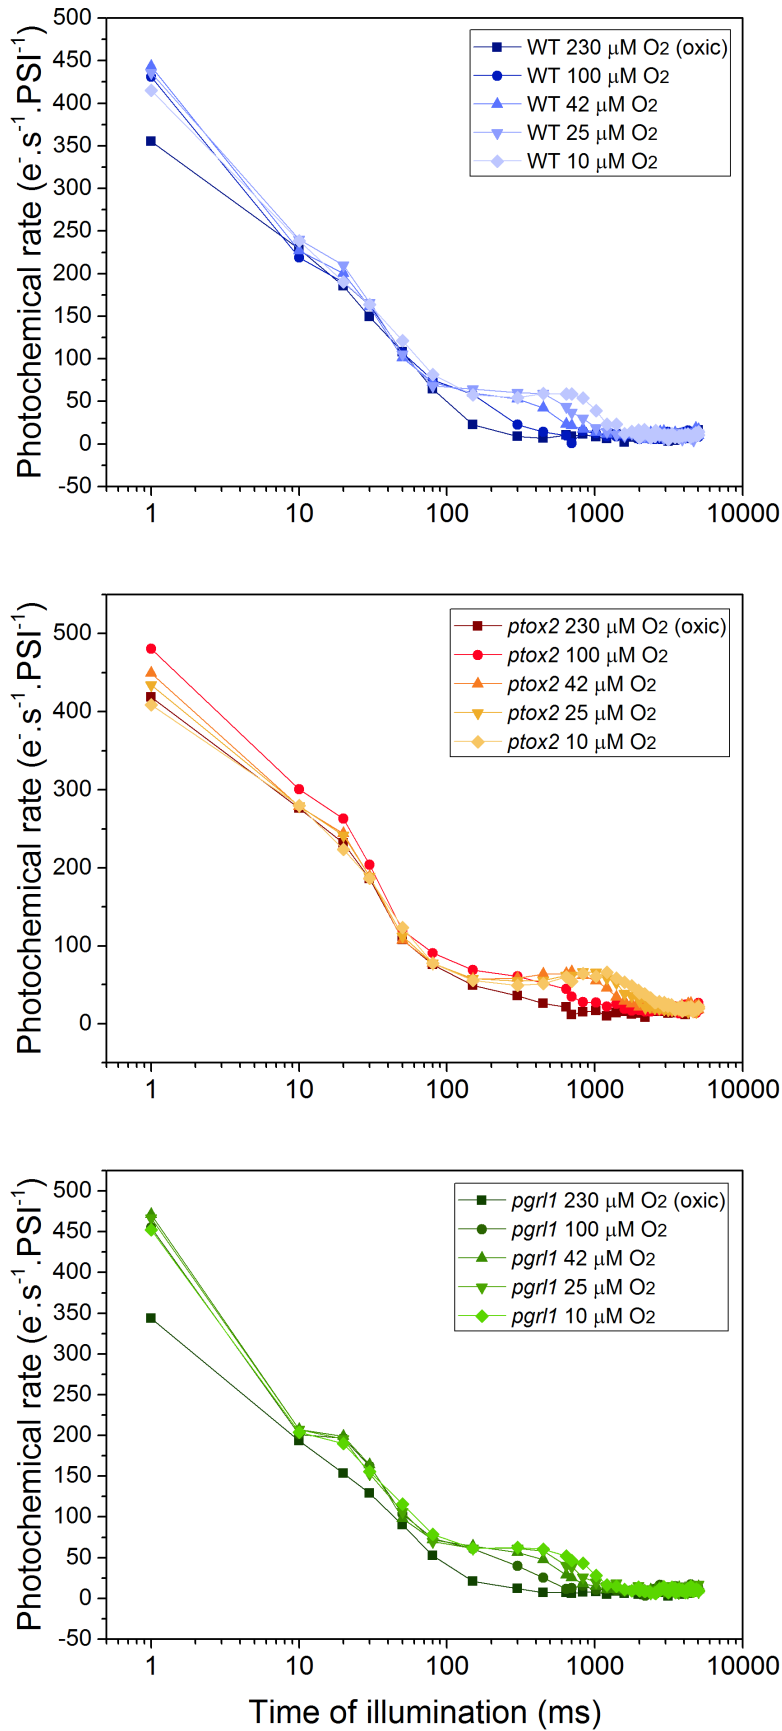 Photochemical rate (e⁻.s⁻¹.PSI⁻¹)
500
450
400
350
300
250
200
150
100
50
0
-50
WT 230 μM O2 (oxic)
WT 100 μM O2
WT 42 μM O2
WT 25 μM O2
WT 10 μM O2
1 10 100 1000 10000
Photochemical rate (e⁻.s⁻¹.PSI⁻¹)
500
400
300
200
100
0
ptox2 230 μM O2 (oxic)
ptox2 100 μM O2
ptox2 42 μM O2
ptox2 25 μM O2
ptox2 10 μM O2
1 10 100 1000 10000
Photochemical rate (e⁻.s⁻¹.PSI⁻¹)
500
450
400
350
300
250
200
150
100
50
0
-50
pgrl1 230 μM O2 (oxic)
pgrl1 100 μM O2
pgrl1 42 μM O2
pgrl1 25 μM O2
pgrl1 10 μM O2
1 10 100 1000 10000
Time of illumination (ms)